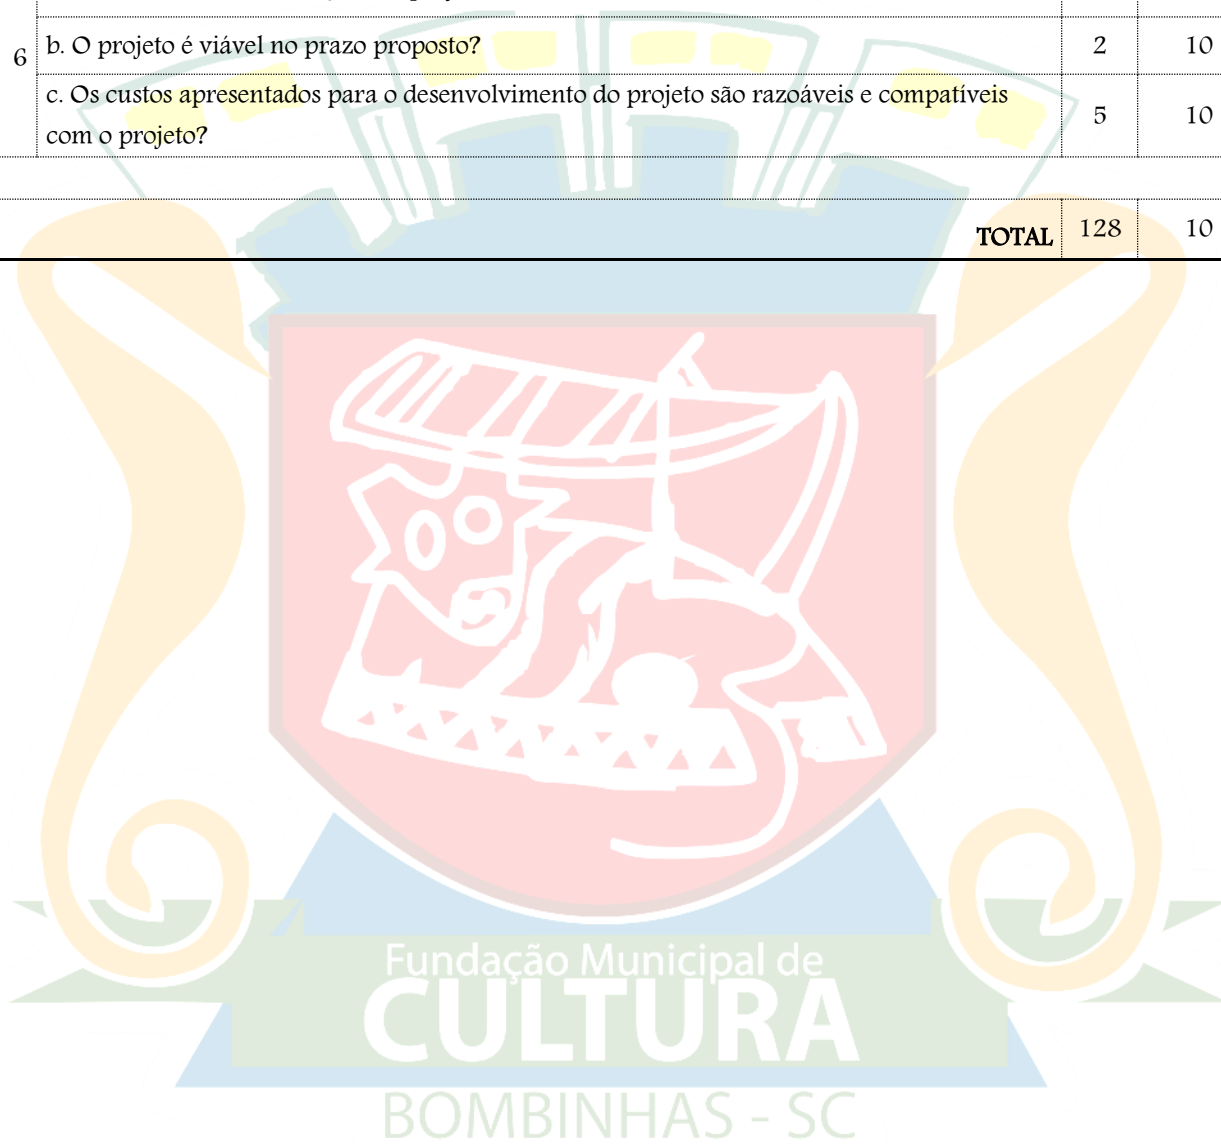 b. O projeto é viável no prazo proposto? 2 10
6
c. Os custos apresentados para o desenvolvimento do projeto são razoáveis e compatíveis
com o projeto? 5 10
TOTAL 128 10
Fundação Municipal de
CULTURA
BOMBINHAS - SC